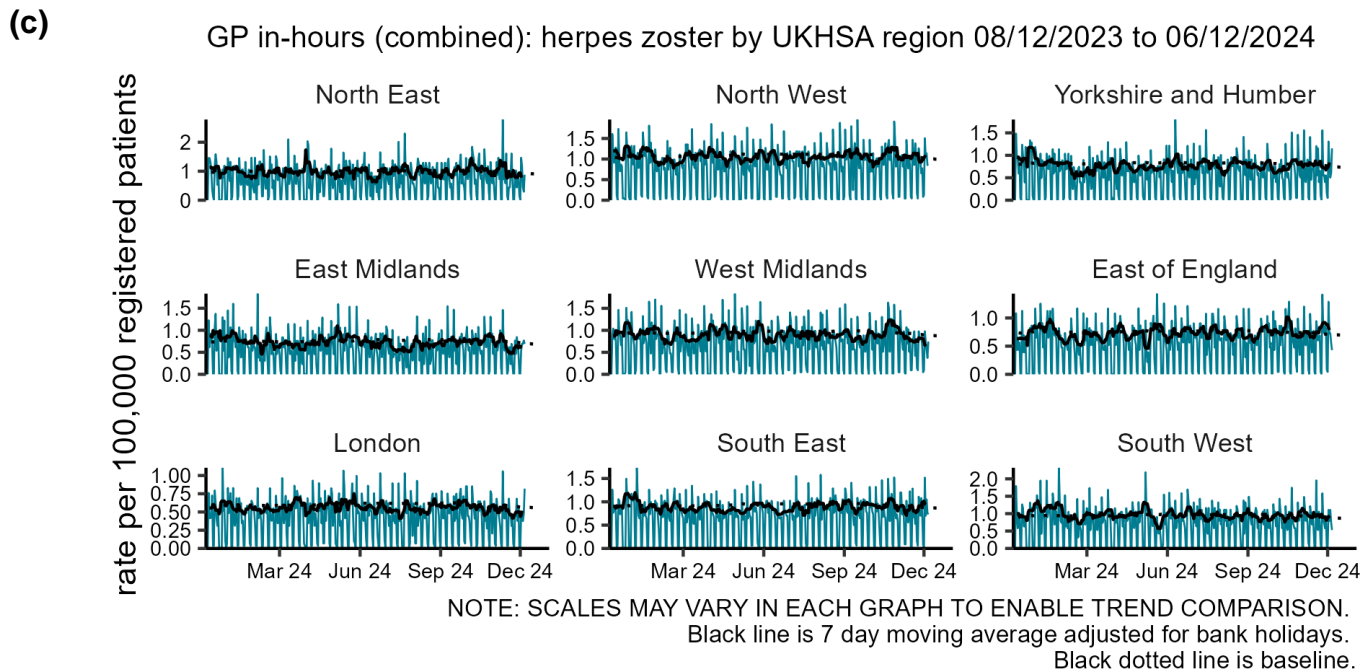 (c)
GP in-hours (combined): herpes zoster by UKHSA region 08/12/2023 to 06/12/2024
rate per 100,000 registered patients
North East
2
1
0
North West
1.5
1.0
0.5
0.0
Yorkshire and Humber
1.5
1.0
0.5
0.0
East Midlands
1.5
1.0
0.5
0.0
West Midlands
1.5
1.0
0.5
0.0
East of England
1.0
0.5
0.0
London
1.00
0.75
0.50
0.25
0.00
Mar 24 Jun 24 Sep 24 Dec 24
South East
1.5
1.0
0.5
0.0
Mar 24 Jun 24 Sep 24 Dec 24
South West
2.0
1.5
1.0
0.5
0.0
Mar 24 Jun 24 Sep 24 Dec 24
NOTE: SCALES MAY VARY IN EACH GRAPH TO ENABLE TREND COMPARISON.
Black line is 7 day moving average adjusted for bank holidays.
Black dotted line is baseline.